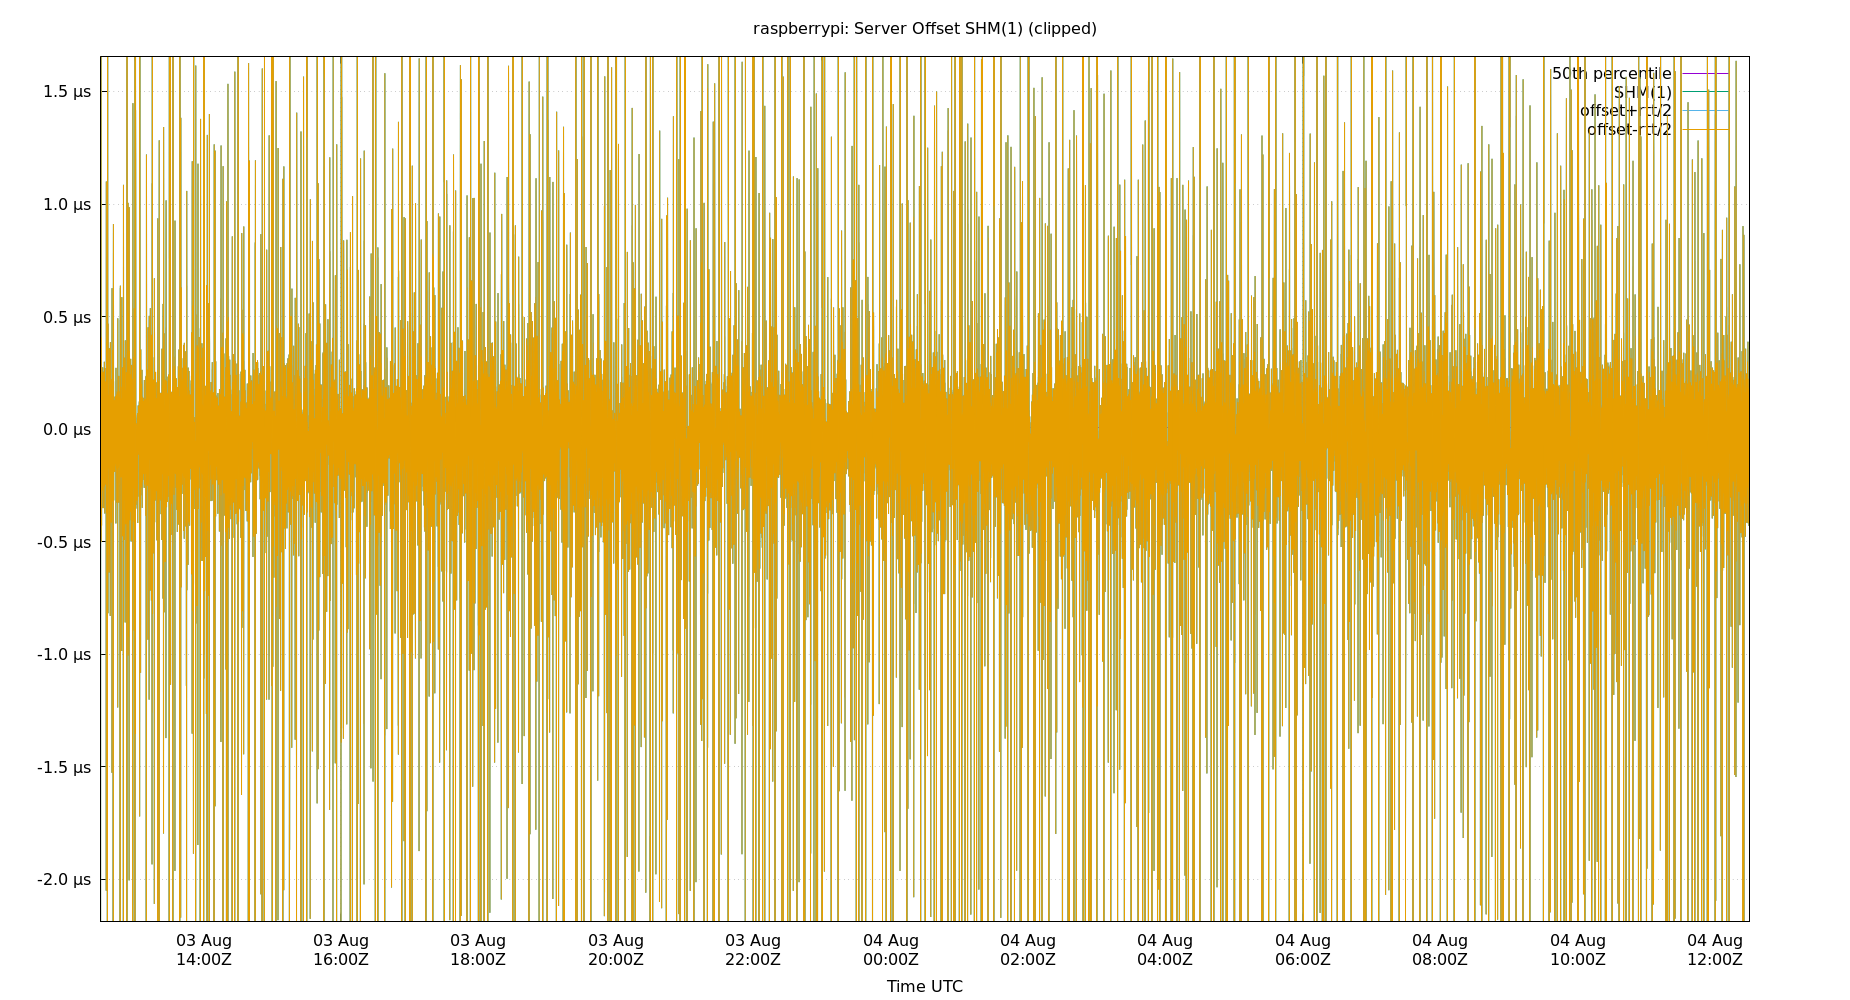 raspberrypi: Server Offset SHM(1) (clipped)
50th percentile
SHM(1)
offset+rtt/2
offset-rtt/2
1.5 µs
1.0 µs
0.5 µs
0.0 µs
-0.5 µs
-1.0 µs
-1.5 µs
-2.0 µs
03 Aug 03 Aug 03 Aug 03 Aug 03 Aug 04 Aug 04 Aug 04 Aug 04 Aug 04 Aug 04 Aug 04 Aug
14:00Z 16:00Z 18:00Z 20:00Z 22:00Z 00:00Z 02:00Z 04:00Z 06:00Z 08:00Z 10:00Z 12:00Z
Time UTC